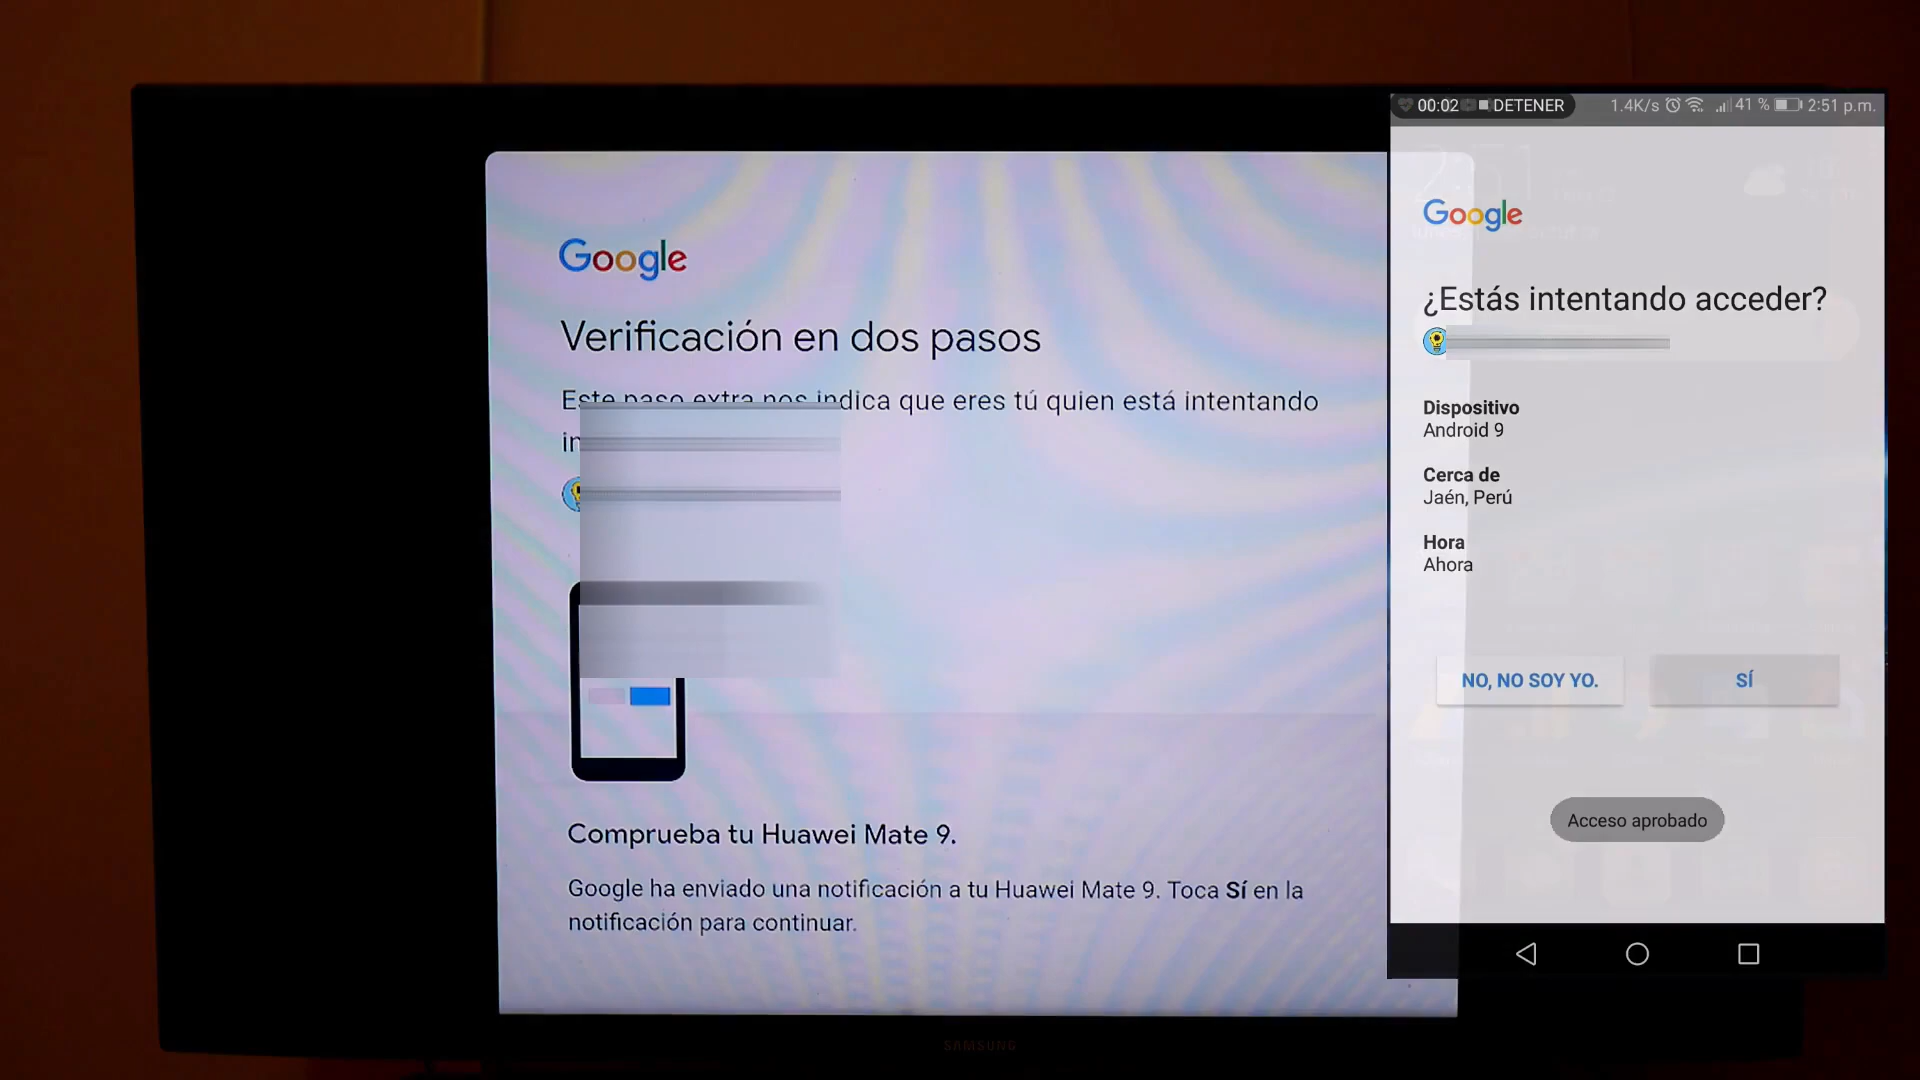 Google
Verificación en dos pasos
Este paso extra nos indica que eres tú quien está intentando
Comprueba tu Huawei Mate 9.
Google ha enviado una notificación a tu Huawei Mate 9. Toca Sí en la
notificación para continuar.
SAMSUNG
00:02 DETENER 1.4K/s 41 % 2:51 p.m.
Google
¿Estás intentando acceder?
Dispositivo
Android 9
Cerca de
Jaén, Perú
Hora
Ahora
NO, NO SOY YO. SÍ
Acceso aprobado